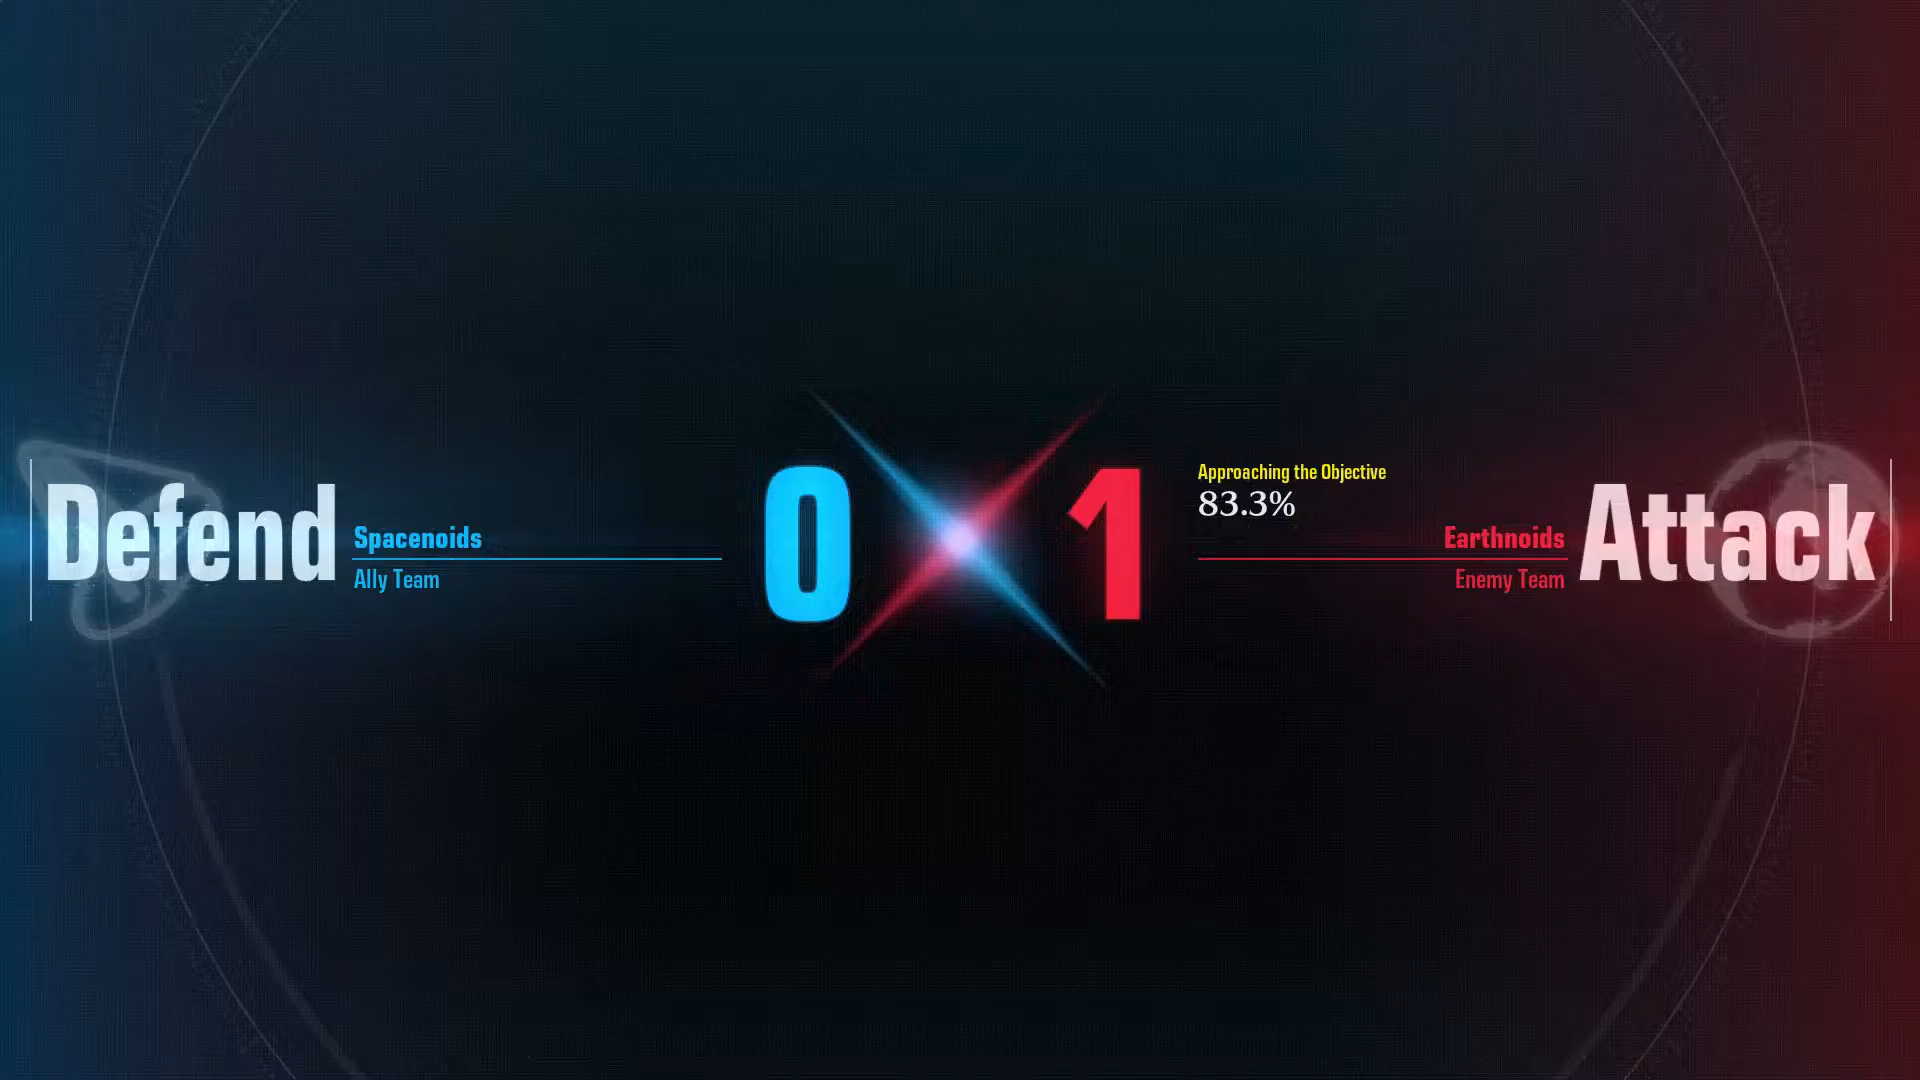 Defend
Spacenoids
Ally Team
0
1
Approaching the Objective
83.3%
Earthnoids
Enemy Team
Attack